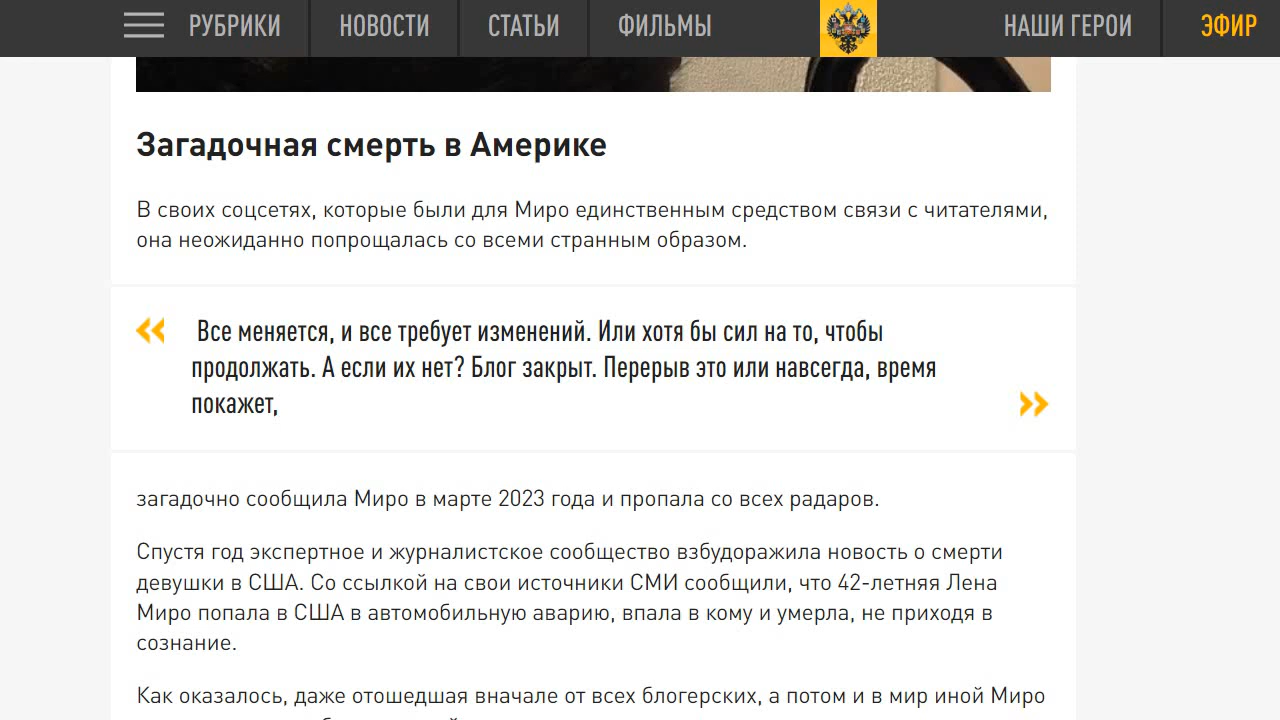 РУБРИКИ НОВОСТИ СТАТЬИ ФИЛЬМЫ НАШИ ГЕРОИ ЭФИР
Загадочная смерть в Америке
В своих соцсетях, которые были для Миро единственным средством связи с читателями,
она неожиданно попрощалась со всеми странным образом.
« Все меняется, и все требует изменений. Или хотя бы сил на то, чтобы
продолжать. А если их нет? Блог закрыт. Перерыв это или навсегда, время
покажет, »
загадочно сообщила Миро в марте 2023 года и пропала со всех радаров.
Спустя год экспертное и журналистское сообщество взбудоражила новость о смерти
девушки в США. Со ссылкой на свои источники СМИ сообщили, что 42-летняя Лена
Миро попала в США в автомобильную аварию, впала в кому и умерла, не приходя в
сознание.
Как оказалось, даже отошедшая вначале от всех блогерских, а потом и в мир иной Миро